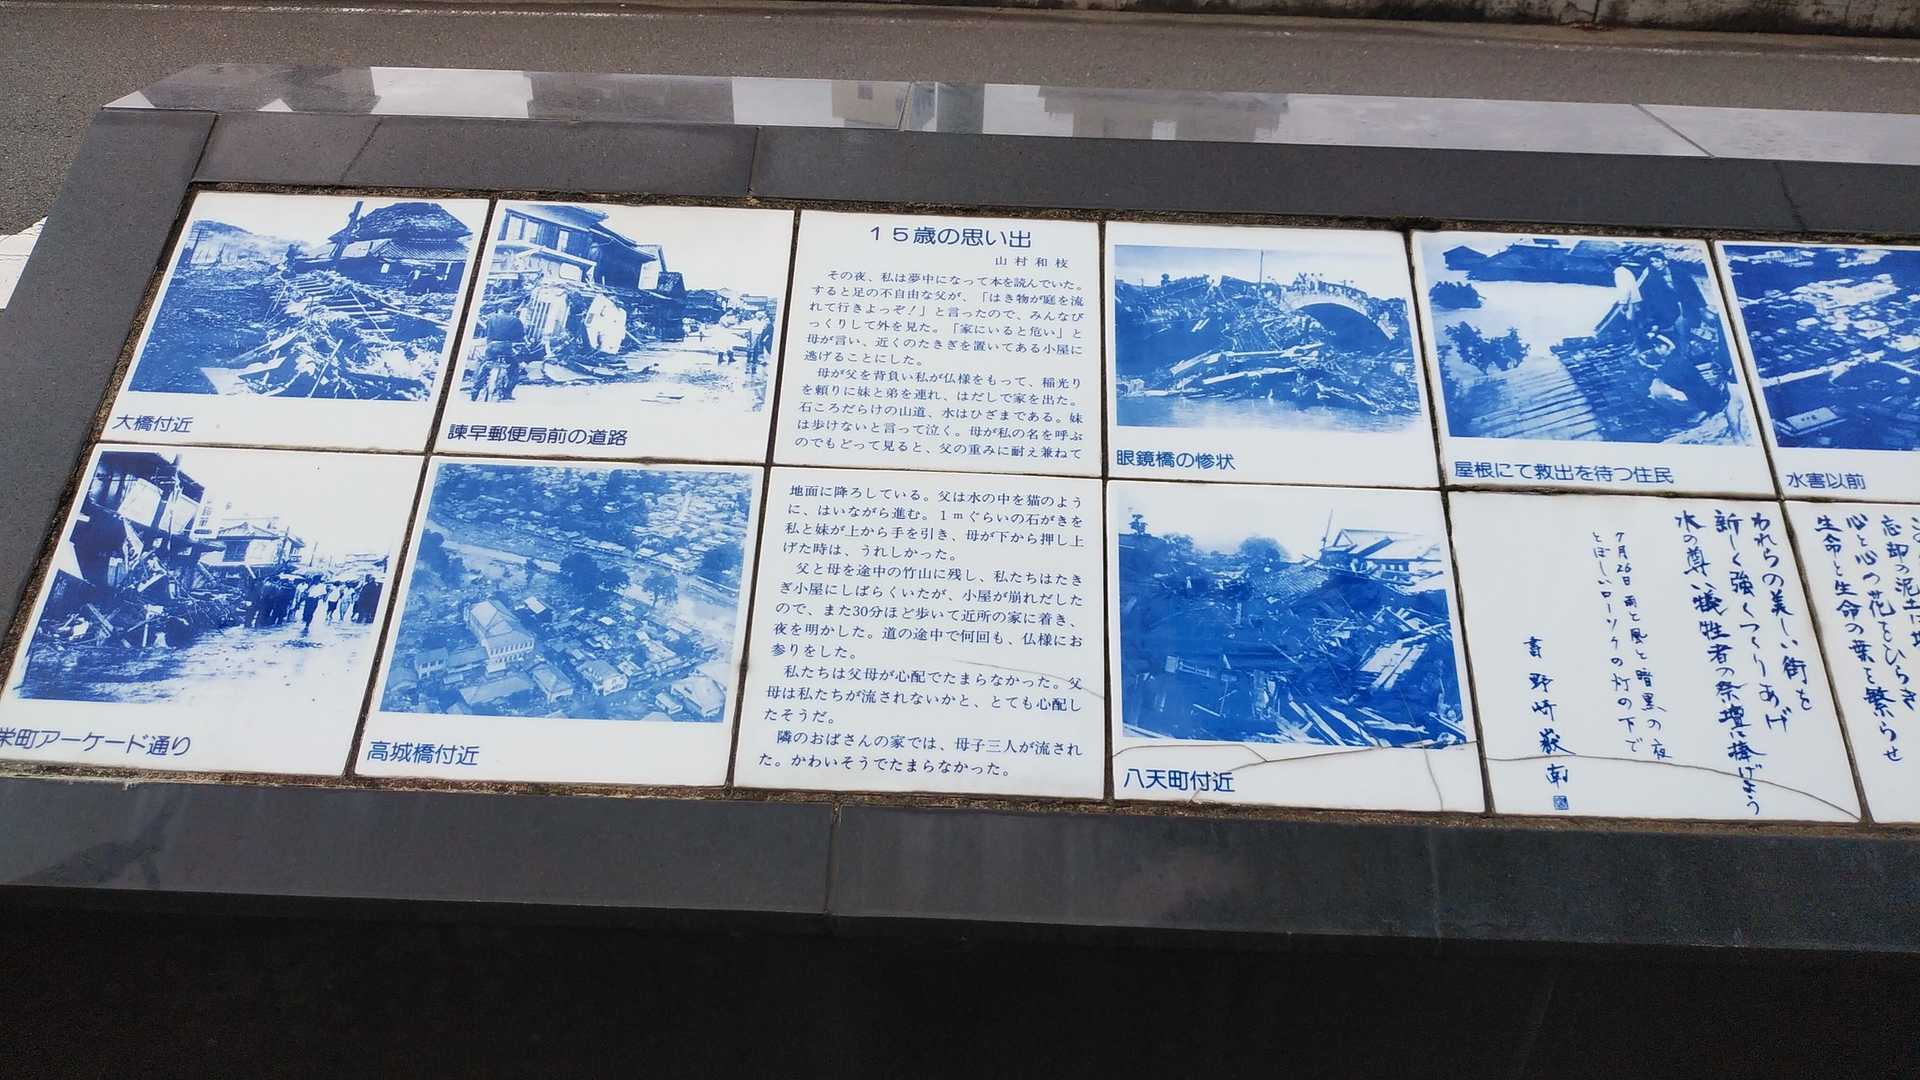 大橋付近
諫早郵便局前の道路
15歳の思い出
山村和枝
その夜、私は夢中になって本を読んでいた。
すると足の不自由な父が、「はき物が庭を流
れて行きよっぞ!」と言ったので、みんなび
っくりして外を見た。「家にいると危い」と
母が言い、近くのたきぎを置いてある小屋に
逃げることにした。
母が父を背負い私が仏様をもって、稲光り
を頼りに妹と弟を連れ、はだしで家を出た。
石ころだらけの山道、水はひざまである。妹
は歩けないと言って泣く。母が私の名を呼ぶ
のでもどって見ると、父の重みに耐え兼ねて
眼鏡橋の惨状
屋根にて救出を待つ住民
水害以前
栄町アーケード通り
高城橋付近
地面に降ろしている。父は水の中を猫のよう
に、はいながら進む。1mぐらいの石がきを
私と妹が上から手を引き、母が下から押し上
げた時は、うれしかった。
父と母を途中の竹山に残し、私たちはたき
ぎ小屋にしばらくいたが、小屋が崩れだした
ので、また30分ほど歩いて近所の家に着き、
夜を明かした。道の途中で何回も、仏様にお
参りをした。
私たちは父母が心配でたまらなかった。父
母は私たちが流されないかと、とても心配し
たそうだ。
隣のおばさんの家では、母子三人が流され
た。かわいそうでたまらなかった。
八天町付近
忘却の泥土に
心と心の花をひらき
生命と生命の葉を繁らせ
われらの美しい街を
新しく強くつくりあげ
水の尊い犠牲者の祭壇に捧げよう
7月26日 雨と風と暗黒の夜
とぼしいローソクの灯の下で
野崎嶽南